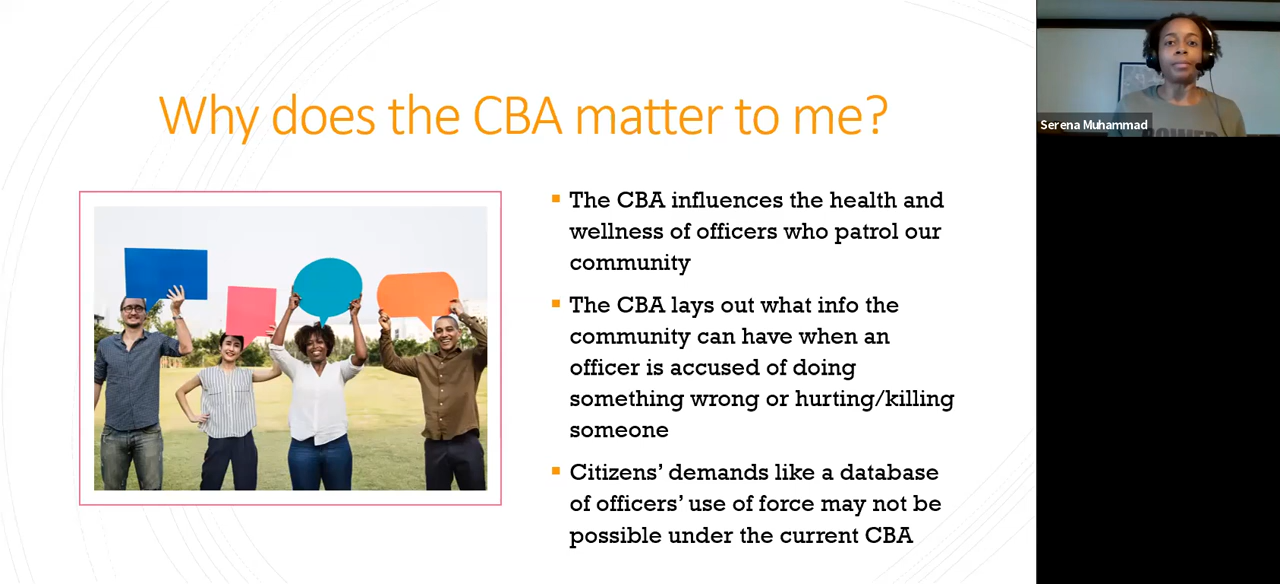 Why does the CBA matter to me?
The CBA influences the health and
wellness of officers who patrol our
community
The CBA lays out what info the
community can have when an
officer is accused of doing
something wrong or hurting/killing
someone
Citizens’ demands like a database
of officers’ use of force may not be
possible under the current CBA
Serena Muhammad
POWER